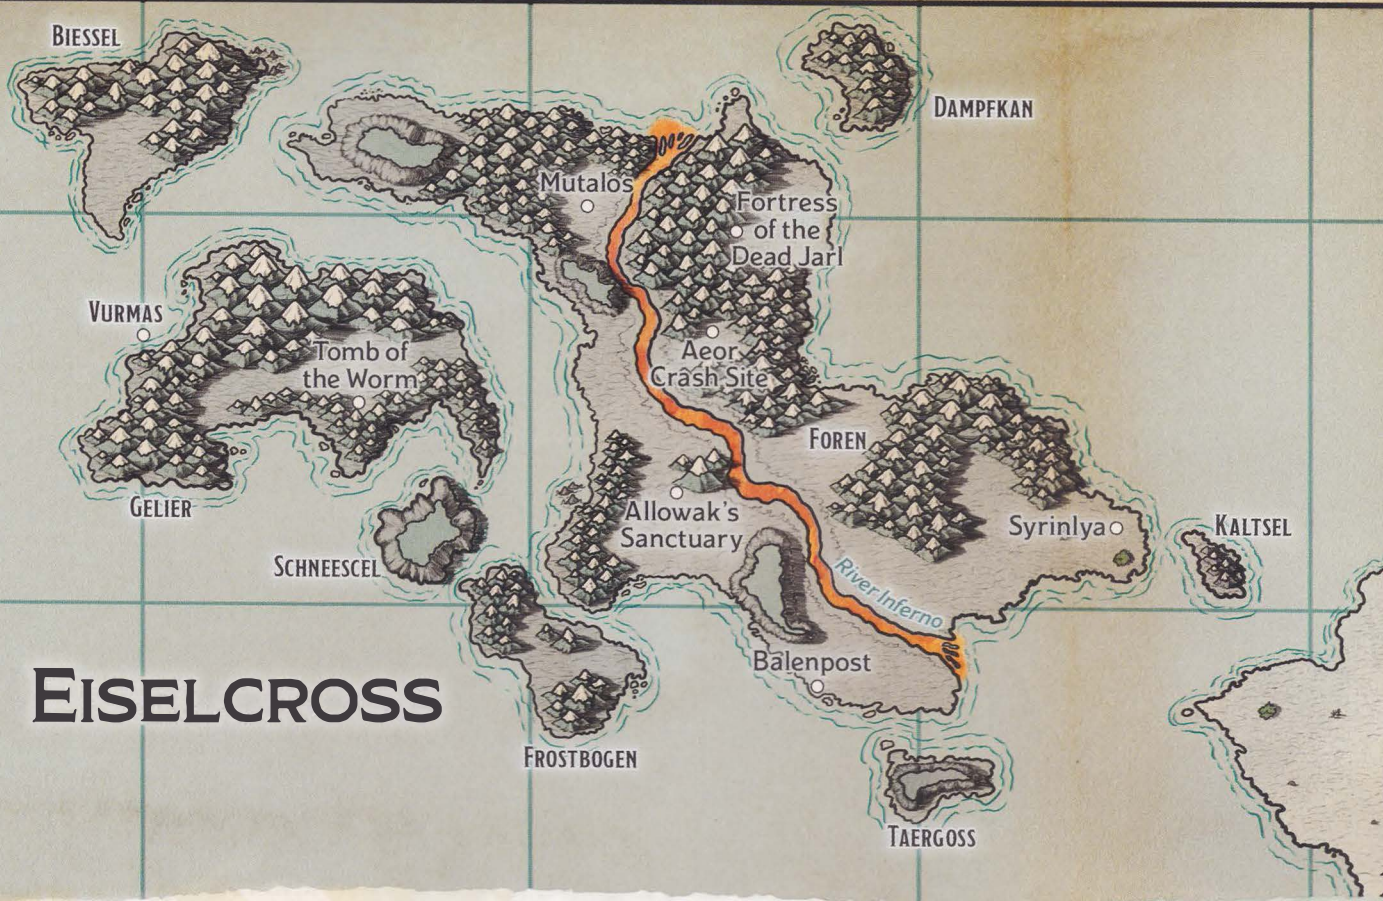 BIESSEL
DAMPFKAN
Mutalos
Fortress
of the
Dead Jarl
VURMAS
Tomb of
the Worm
Aeor
Crash Site
FOREN
GELIER
Allowak's
Sanctuary
Syrinlya
KALTSEL
SCHNEESCEL
River Inferno
Balenpost
EISELCROSS
FROSTBOGEN
TAERGOSS